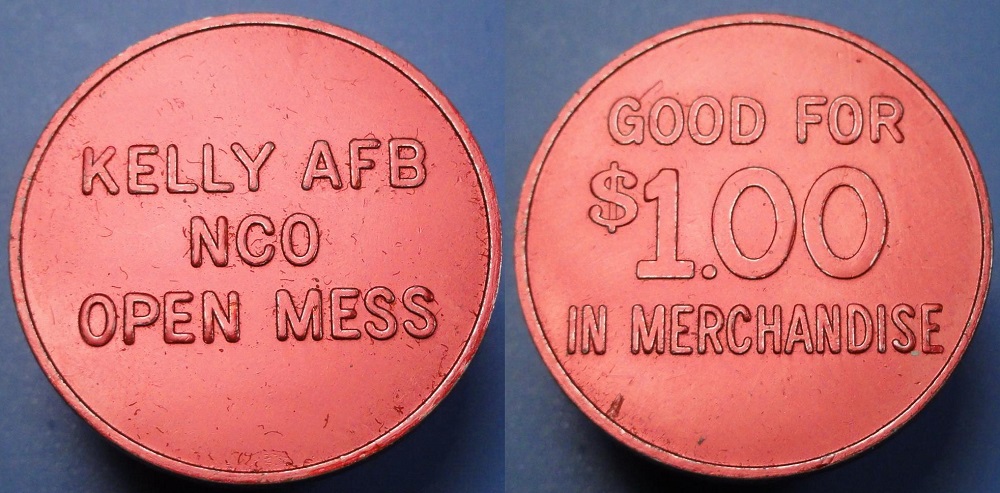 KELLY AFB
NCO
OPEN MESS
GOOD FOR
$1.00
IN MERCHANDISE